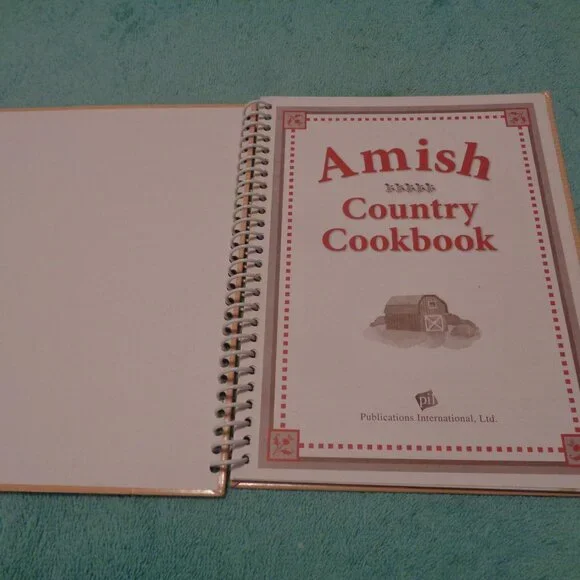 Amish
Country
Cookbook
pil
Publications International, Ltd.